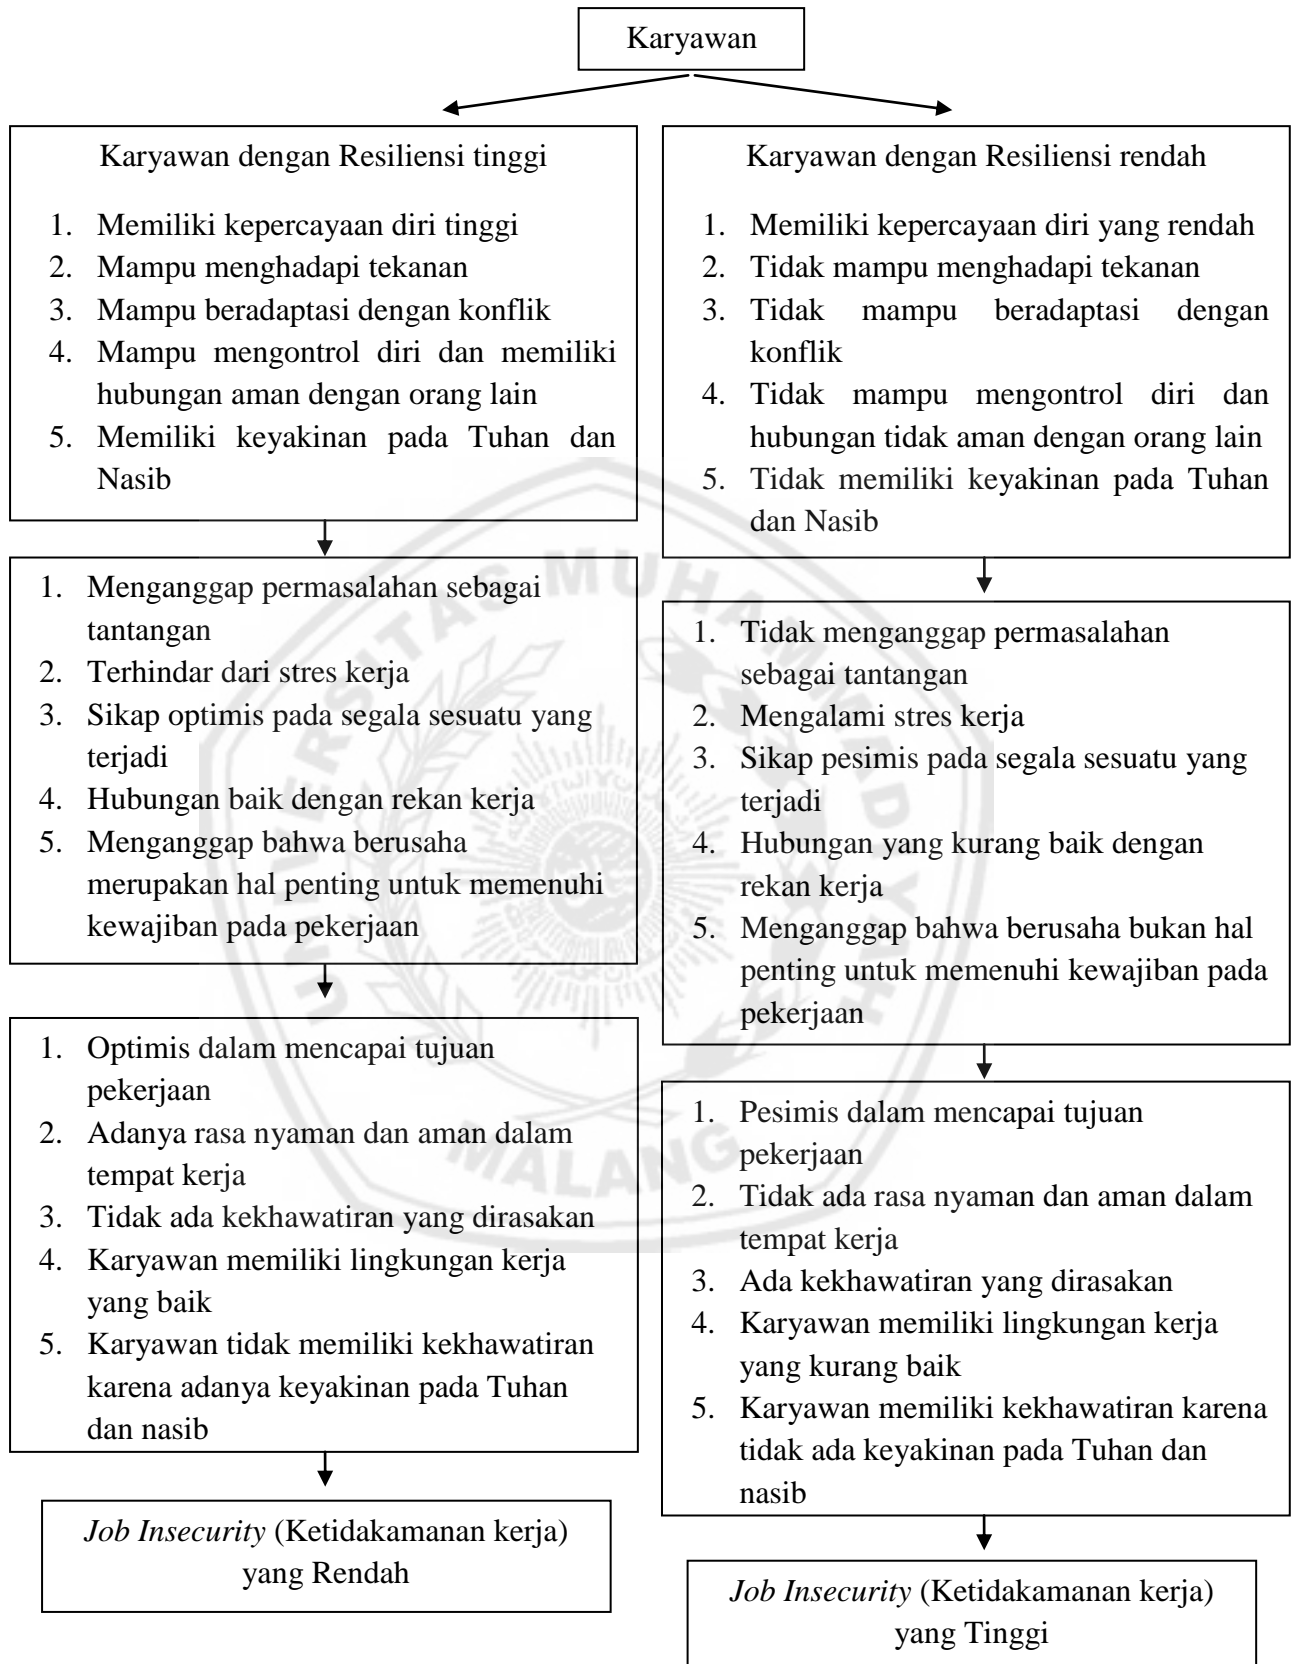 Karyawan
Karyawan dengan Resiliensi tinggi
1. Memiliki kepercayaan diri tinggi
2. Mampu menghadapi tekanan
3. Mampu beradaptasi dengan konflik
4. Mampu mengontrol diri dan memiliki
hubungan aman dengan orang lain
5. Memiliki keyakinan pada Tuhan dan
Nasib
1. Menganggap permasalahan sebagai
tantangan
2. Terhindar dari stres kerja
3. Sikap optimis pada segala sesuatu yang
terjadi
4. Hubungan baik dengan rekan kerja
5. Menganggap bahwa berusaha
merupakan hal penting untuk memenuhi
kewajiban pada pekerjaan
1. Optimis dalam mencapai tujuan
pekerjaan
2. Adanya rasa nyaman dan aman dalam
tempat kerja
3. Tidak ada kekhawatiran yang dirasakan
4. Karyawan memiliki lingkungan kerja
yang baik
5. Karyawan tidak memiliki kekhawatiran
karena adanya keyakinan pada Tuhan
dan nasib
Job Insecurity (Ketidakamanan kerja)
yang Rendah
Karyawan dengan Resiliensi rendah
1. Memiliki kepercayaan diri yang rendah
2. Tidak mampu menghadapi tekanan
3. Tidak mampu beradaptasi dengan
konflik
4. Tidak mampu mengontrol diri dan
hubungan tidak aman dengan orang lain
5. Tidak memiliki keyakinan pada Tuhan
dan Nasib
1. Tidak menganggap permasalahan
sebagai tantangan
2. Mengalami stres kerja
3. Sikap pesimis pada segala sesuatu yang
terjadi
4. Hubungan yang kurang baik dengan
rekan kerja
5. Menganggap bahwa berusaha bukan hal
penting untuk memenuhi kewajiban pada
pekerjaan
1. Pesimis dalam mencapai tujuan
pekerjaan
2. Tidak ada rasa nyaman dan aman dalam
tempat kerja
3. Ada kekhawatiran yang dirasakan
4. Karyawan memiliki lingkungan kerja
yang kurang baik
5. Karyawan memiliki kekhawatiran karena
tidak ada keyakinan pada Tuhan dan
nasib
Job Insecurity (Ketidakamanan kerja)
yang Tinggi
UNIVERSITAS MUHAMMADIYAH
MALANG